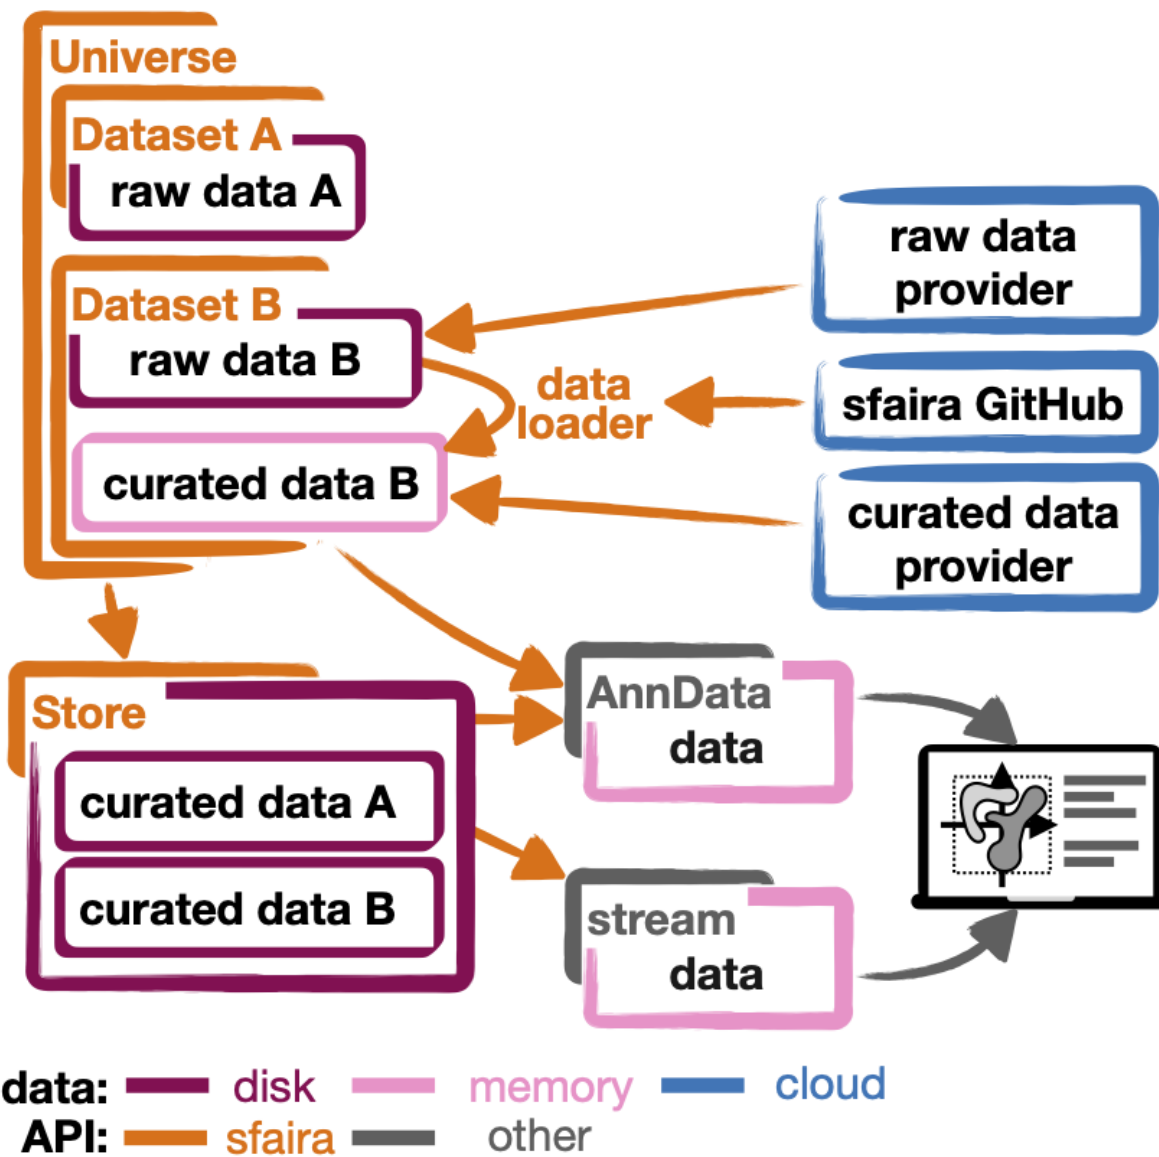 Universe
Dataset A
raw data A
Dataset B
raw data B
curated data B
data
loader
raw data
provider
sfaira GitHub
curated data
provider
Store
curated data A
curated data B
AnnData
data
stream
data
data: disk memory cloud
API: sfaira other